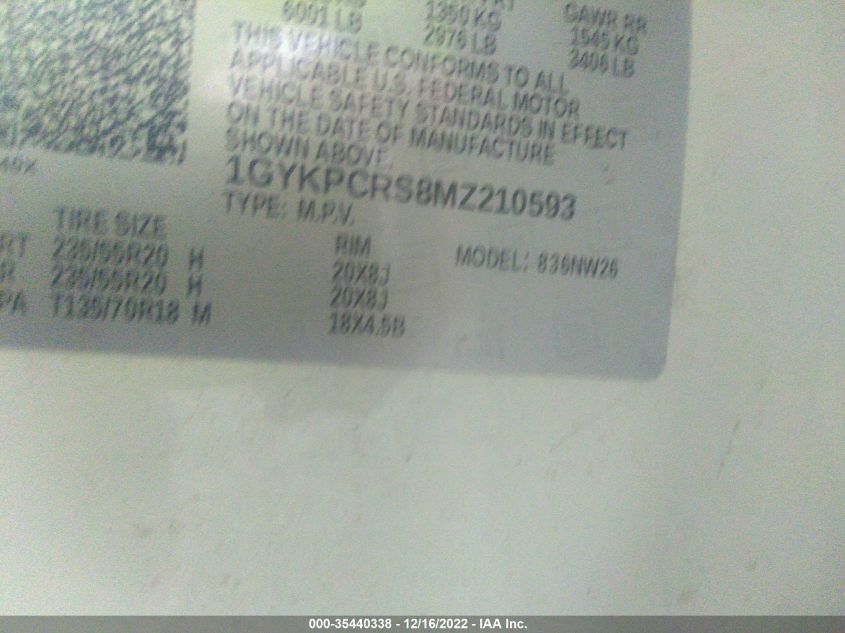 6001 LB 1350 KG GAWR RR
2976 LB 1545 KG
3406 LB
THIS VEHICLE CONFORMS TO ALL
APPLICABLE U.S. FEDERAL MOTOR
VEHICLE SAFETY STANDARDS IN EFFECT
ON THE DATE OF MANUFACTURE
SHOWN ABOVE.
1GYKPCRS8MZ210593
TYPE: M.P.V.
MODEL: 836NW26
TIRE SIZE RIM
RT 235/55R20 H 20X8J
R 235/55R20 H 20X8J
PA T135/70R18 M 18X4.5B
000-35440338 - 12/16/2022 - IAA Inc.